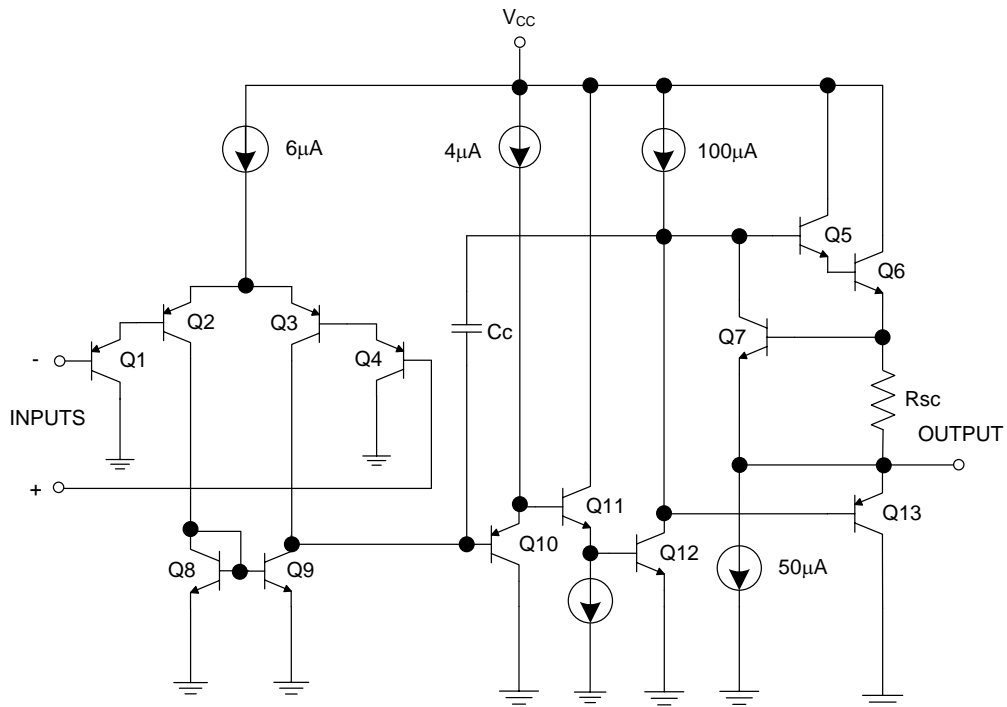 VCC
6μA
4μA
100μA
Q5
Q6
Q2
Q3
Q7
Cc
Q1
Q4
-
Rsc
INPUTS
OUTPUT
+
Q11
Q13
Q10
Q12
Q8
Q9
50μA